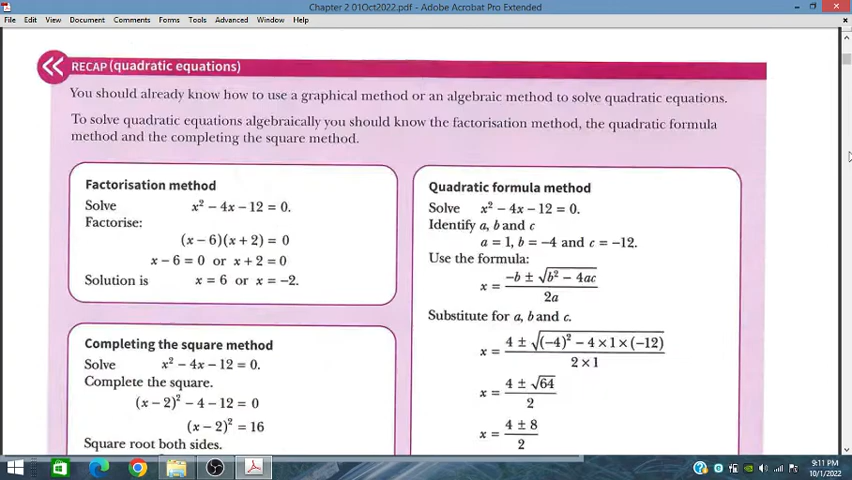 Chapter 2 01Oct2022.pdf - Adobe Acrobat Pro Extended
File Edit View Document Comments Forms Tools Advanced Window Help
RECAP (quadratic equations)
You should already know how to use a graphical method or an algebraic method to solve quadratic equations.
To solve quadratic equations algebraically you should know the factorisation method, the quadratic formula
method and the completing the square method.
Factorisation method
Solve x² − 4x − 12 = 0.
Factorise:
(x − 6)(x + 2) = 0
x − 6 = 0 or x + 2 = 0
Solution is x = 6 or x = −2.
Completing the square method
Solve x² − 4x − 12 = 0.
Complete the square.
(x − 2)² − 4 − 12 = 0
(x − 2)² = 16
Square root both sides.
Quadratic formula method
Solve x² − 4x − 12 = 0.
Identify a, b and c
a = 1, b = −4 and c = −12.
Use the formula:
x = (−b ± √(b² − 4ac)) / 2a
Substitute for a, b and c.
x = (4 ± √((−4)² − 4 × 1 × (−12))) / (2 × 1)
x = (4 ± √64) / 2
x = (4 ± 8) / 2
9:11 PM
10/1/2022